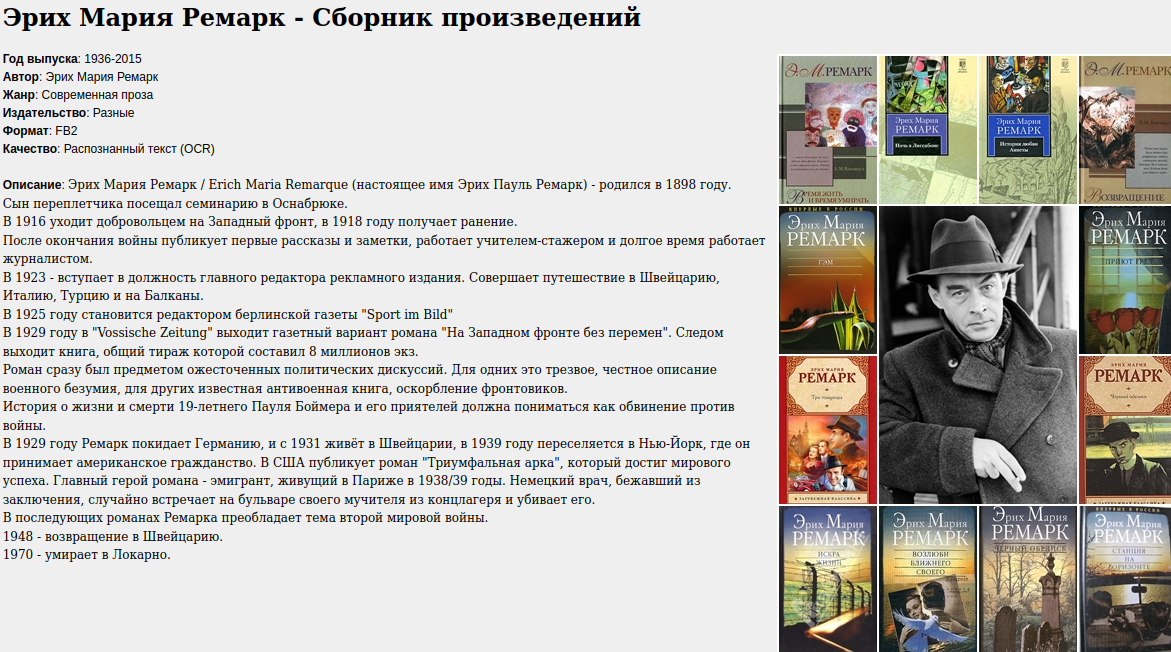 Эрих Мария Ремарк - Сборник произведений
Год выпуска: 1936-2015
Автор: Эрих Мария Ремарк
Жанр: Современная проза
Издательство: Разные
Формат: FB2
Качество: Распознанный текст (OCR)
Описание: Эрих Мария Ремарк / Erich Maria Remarque (настоящее имя Эрих Пауль Ремарк) - родился в 1898 году.
Сын переплетчика посещал семинарию в Оснабрюке.
В 1916 уходит добровольцем на Западный фронт, в 1918 году получает ранение.
После окончания войны публикует первые рассказы и заметки, работает учителем-стажером и долгое время работает
журналистом.
В 1923 - вступает в должность главного редактора рекламного издания. Совершает путешествие в Швейцарию,
Италию, Турцию и на Балканы.
В 1925 году становится редактором берлинской газеты "Sport im Bild"
В 1929 году в "Vossische Zeitung" выходит газетный вариант романа "На Западном фронте без перемен". Следом
выходит книга, общий тираж которой составил 8 миллионов экз.
Роман сразу был предметом ожесточенных политических дискуссий. Для одних это трезвое, честное описание
военного безумия, для других известная антивоенная книга, оскорбление фронтовиков.
История о жизни и смерти 19-летнего Пауля Боймера и его приятелей должна пониматься как обвинение против
войны.
В 1929 году Ремарк покидает Германию, и с 1931 живёт в Швейцарии, в 1939 году переселяется в Нью-Йорк, где он
принимает американское гражданство. В США публикует роман "Триумфальная арка", который достиг мирового
успеха. Главный герой романа - эмигрант, живущий в Париже в 1938/39 годы. Немецкий врач, бежавший из
заключения, случайно встречает на бульваре своего мучителя из концлагеря и убивает его.
В последующих романах Ремарка преобладает тема второй мировой войны.
1948 - возвращение в Швейцарию.
1970 - умирает в Локарно.
Э.М.РЕМАРК
ВРЕМЯ ЖИТЬ
И ВРЕМЯ УМИРАТЬ
Эрих Мария
РЕМАРК
Ночь в Лиссабоне
Эрих Мария
РЕМАРК
История любви
Аннеты
Э.М.РЕМАРК
ВОЗВРАЩЕНИЕ
ВПЕРВЫЕ В РОССИИ
Эрих Мария
РЕМАРК
ГЭМ
Эрих Мария
РЕМАРК
ПРИЮТ ГРЕЗ
ЭРИХ МАРИЯ
РЕМАРК
Три товарища
ЗАРУБЕЖНАЯ КЛАССИКА
ЭРИХ МАРИЯ
РЕМАРК
Черный обелиск
ЗАРУБЕЖНАЯ КЛАССИКА
Эрих Мария
РЕМАРК
ИСКРА
ЖИЗНИ
Эрих Мария
РЕМАРК
ВОЗЛЮБИ
БЛИЖНЕГО
СВОЕГО
Эрих Мария
РЕМАРК
ЧЕРНЫЙ ОБЕЛИСК
ВПЕРВЫЕ В РОССИИ
Эрих Мария
РЕМАРК
СТАНЦИЯ
НА
ГОРИЗОНТЕ